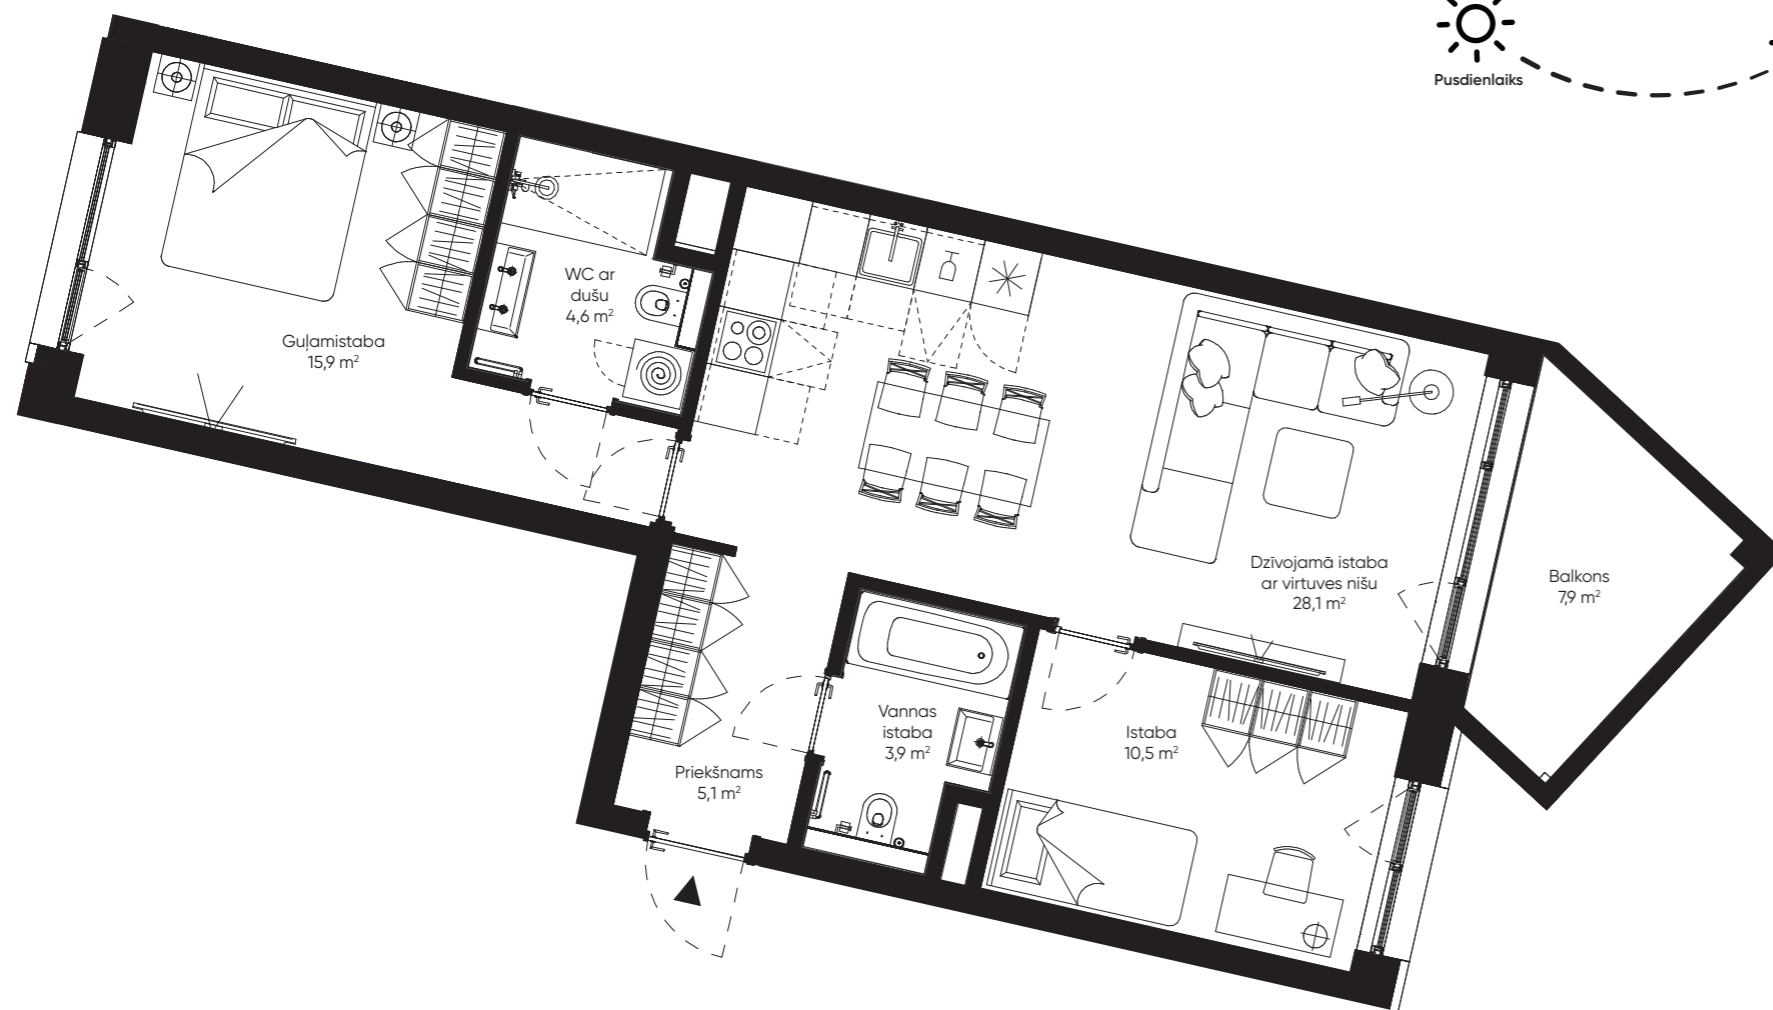 Pusdienlaiks
WC ar
dušu
4,6 m²
Guļamistaba
15,9 m²
Dzīvojamā istaba
ar virtuves nišu
28,1 m²
Balkons
7,9 m²
Vannas
istaba
3,9 m²
Istaba
10,5 m²
Priekšnams
5,1 m²